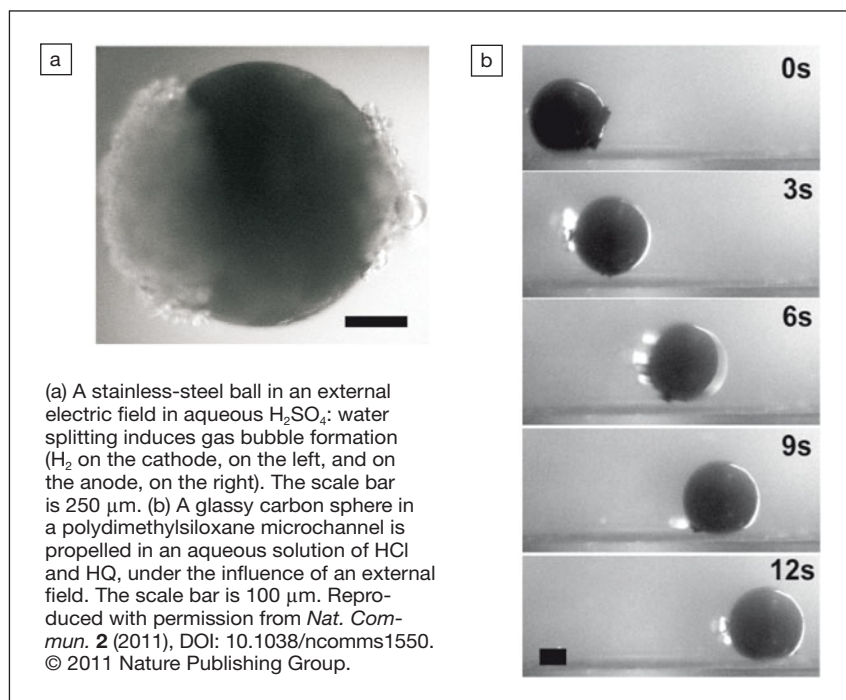 a
b
0s
3s
6s
9s
12s
(a) A stainless-steel ball in an external
electric field in aqueous H₂SO₄: water
splitting induces gas bubble formation
(H₂ on the cathode, on the left, and on
the anode, on the right). The scale bar
is 250 μm. (b) A glassy carbon sphere in
a polydimethylsiloxane microchannel is
propelled in an aqueous solution of HCl
and HQ, under the influence of an external
field. The scale bar is 100 μm. Repro-
duced with permission from Nat. Com-
mun. 2 (2011), DOI: 10.1038/ncomms1550.
© 2011 Nature Publishing Group.